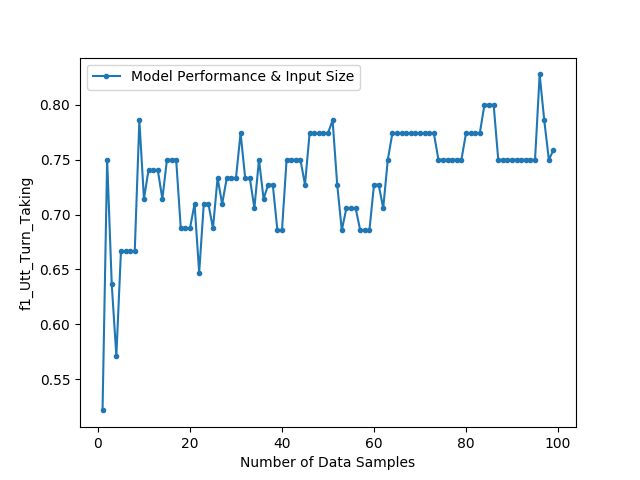 Model Performance & Input Size
f1_Utt_Turn_Taking
0.80
0.75
0.70
0.65
0.60
0.55
0 20 40 60 80 100
Number of Data Samples